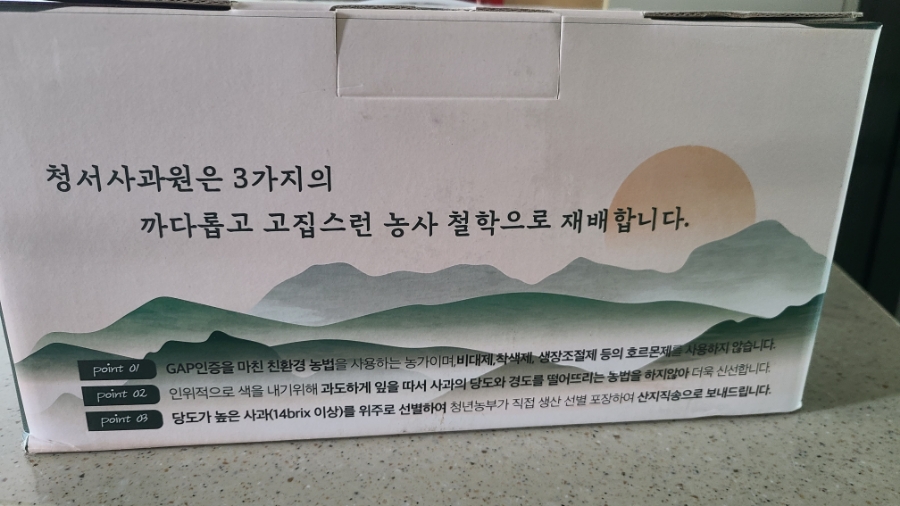 청서사과원은 3가지의
까다롭고 고집스런 농사 철학으로 재배합니다.
point 01 GAP인증을 마친 친환경 농법을 사용하는 농가이며,비대제,착색제, 생장조절제 등의 호르몬제를 사용하지 않습니다.
point 02 인위적으로 색을 내기위해 과도하게 잎을 따서 사과의 당도와 경도를 떨어뜨리는 농법을 하지않아 더욱 신선합니다.
point 03 당도가 높은 사과(14brix 이상)를 위주로 선별하여 청년농부가 직접 생산 선별 포장하여 산지직송으로 보내드립니다.